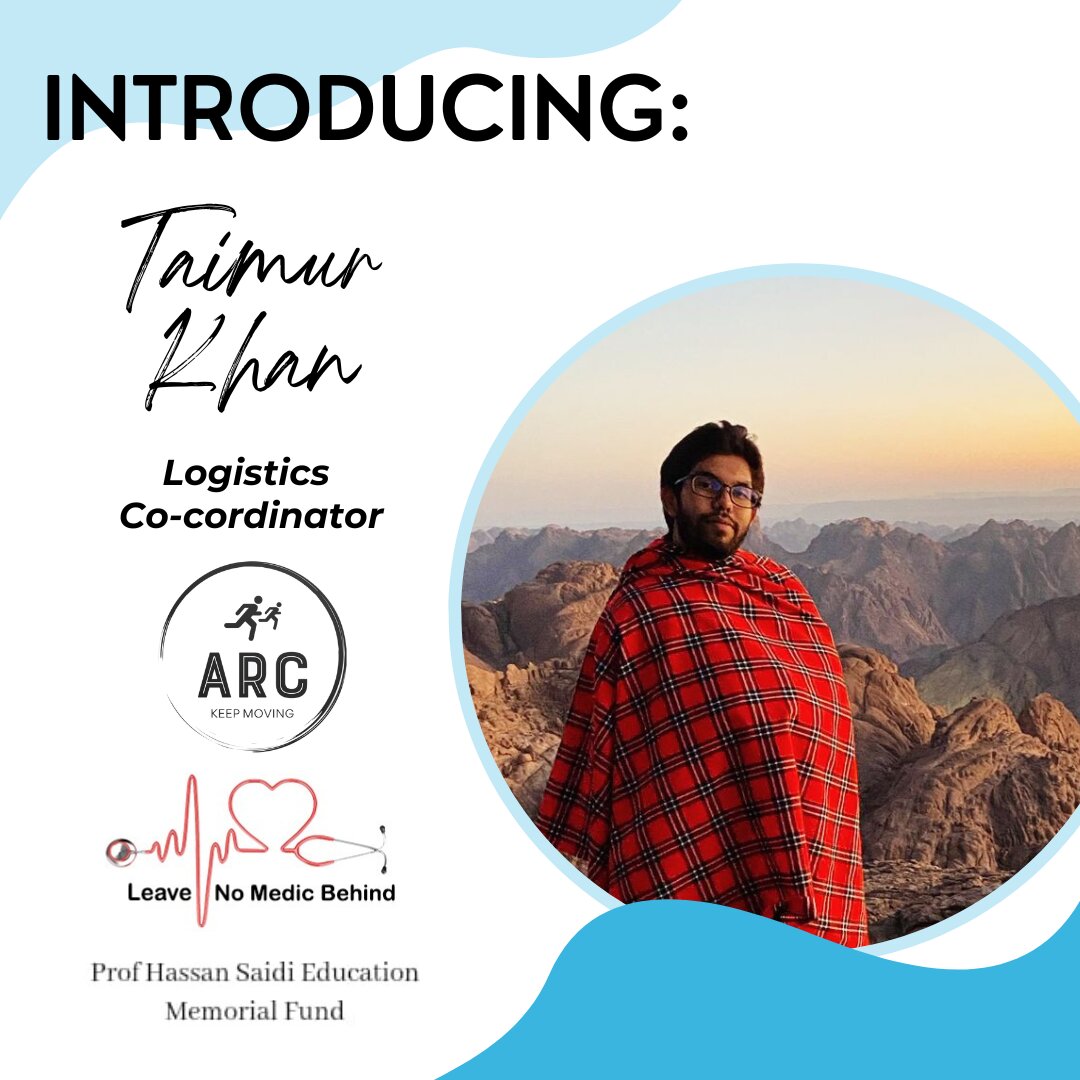 INTRODUCING:
Taimur
Khan
Logistics
Co-cordinator
ARC
KEEP MOVING
Leave No Medic Behind
Prof Hassan Saidi Education
Memorial Fund